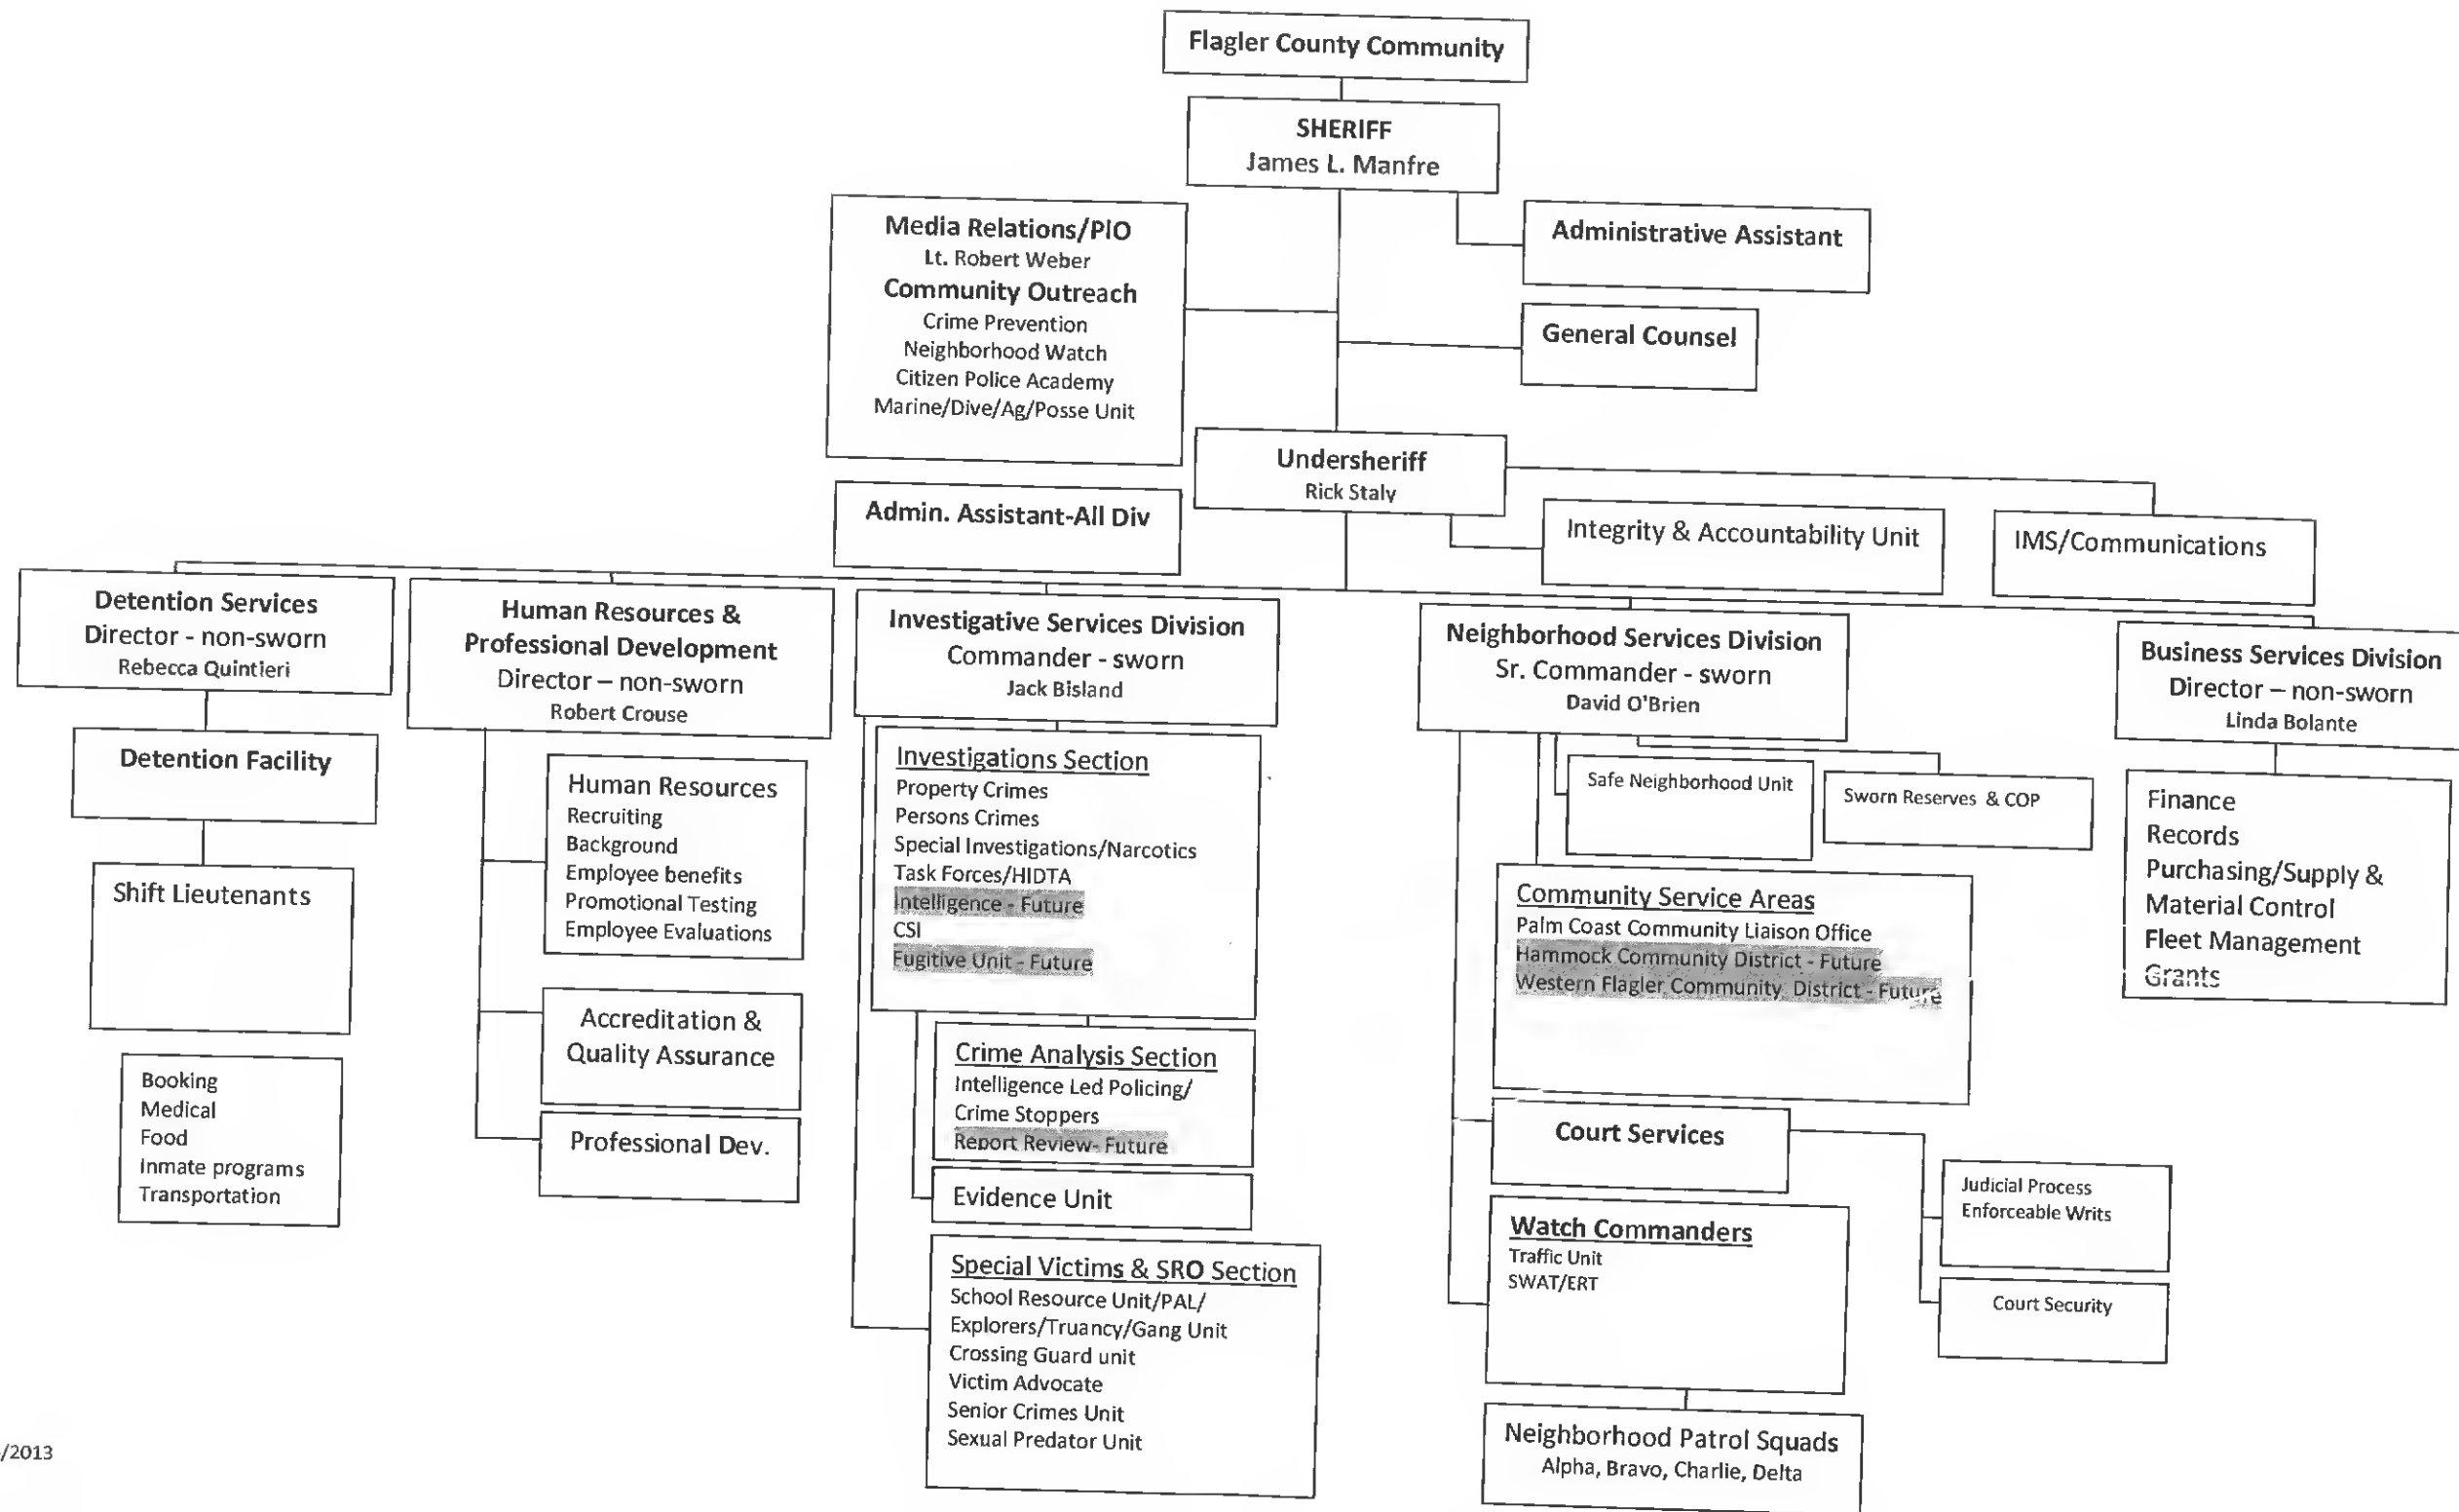 Flagler County Community
SHERIFF
James L. Manfre
Media Relations/PIO
Lt. Robert Weber
Community Outreach
Crime Prevention
Neighborhood Watch
Citizen Police Academy
Marine/Dive/Ag/Posse Unit
Administrative Assistant
General Counsel
Undersheriff
Rick Staly
Admin. Assistant-All Div
Integrity & Accountability Unit
IMS/Communications
Detention Services
Director - non-sworn
Rebecca Quintieri
Detention Facility
Shift Lieutenants
Booking
Medical
Food
Inmate programs
Transportation
Human Resources &
Professional Development
Director – non-sworn
Robert Crouse
Human Resources
Recruiting
Background
Employee benefits
Promotional Testing
Employee Evaluations
Accreditation &
Quality Assurance
Professional Dev.
Investigative Services Division
Commander - sworn
Jack Bisland
Investigations Section
Property Crimes
Persons Crimes
Special Investigations/Narcotics
Task Forces/HIDTA
Intelligence - Future
CSI
Fugitive Unit - Future
Crime Analysis Section
Intelligence Led Policing/
Crime Stoppers
Report Review- Future
Evidence Unit
Special Victims & SRO Section
School Resource Unit/PAL/
Explorers/Truancy/Gang Unit
Crossing Guard unit
Victim Advocate
Senior Crimes Unit
Sexual Predator Unit
Neighborhood Services Division
Sr. Commander - sworn
David O'Brien
Safe Neighborhood Unit
Sworn Reserves & COP
Community Service Areas
Palm Coast Community Liaison Office
Hammock Community District - Future
Western Flagler Community District - Future
Court Services
Judicial Process
Enforceable Writs
Court Security
Watch Commanders
Traffic Unit
SWAT/ERT
Neighborhood Patrol Squads
Alpha, Bravo, Charlie, Delta
Business Services Division
Director – non-sworn
Linda Bolante
Finance
Records
Purchasing/Supply &
Material Control
Fleet Management
Grants
/2013